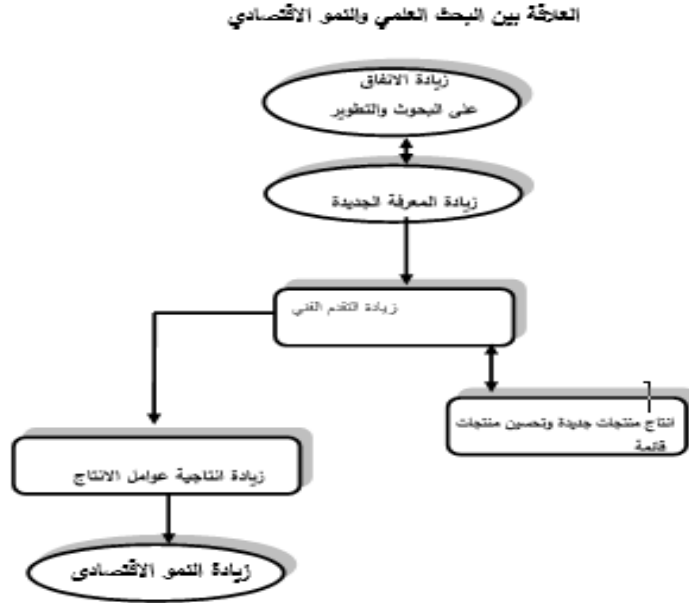 العلاقة بين البحث العلمي والنمو الاقتصادي
زيادة الانفاق
على البحوث والتطوير
زيادة المعرفة الجديدة
زيادة التقدم الفني
انتاج منتجات جديدة وتحسين منتجات
قائمة
زيادة انتاجية عوامل الانتاج
زيادة النمو الاقتصادى